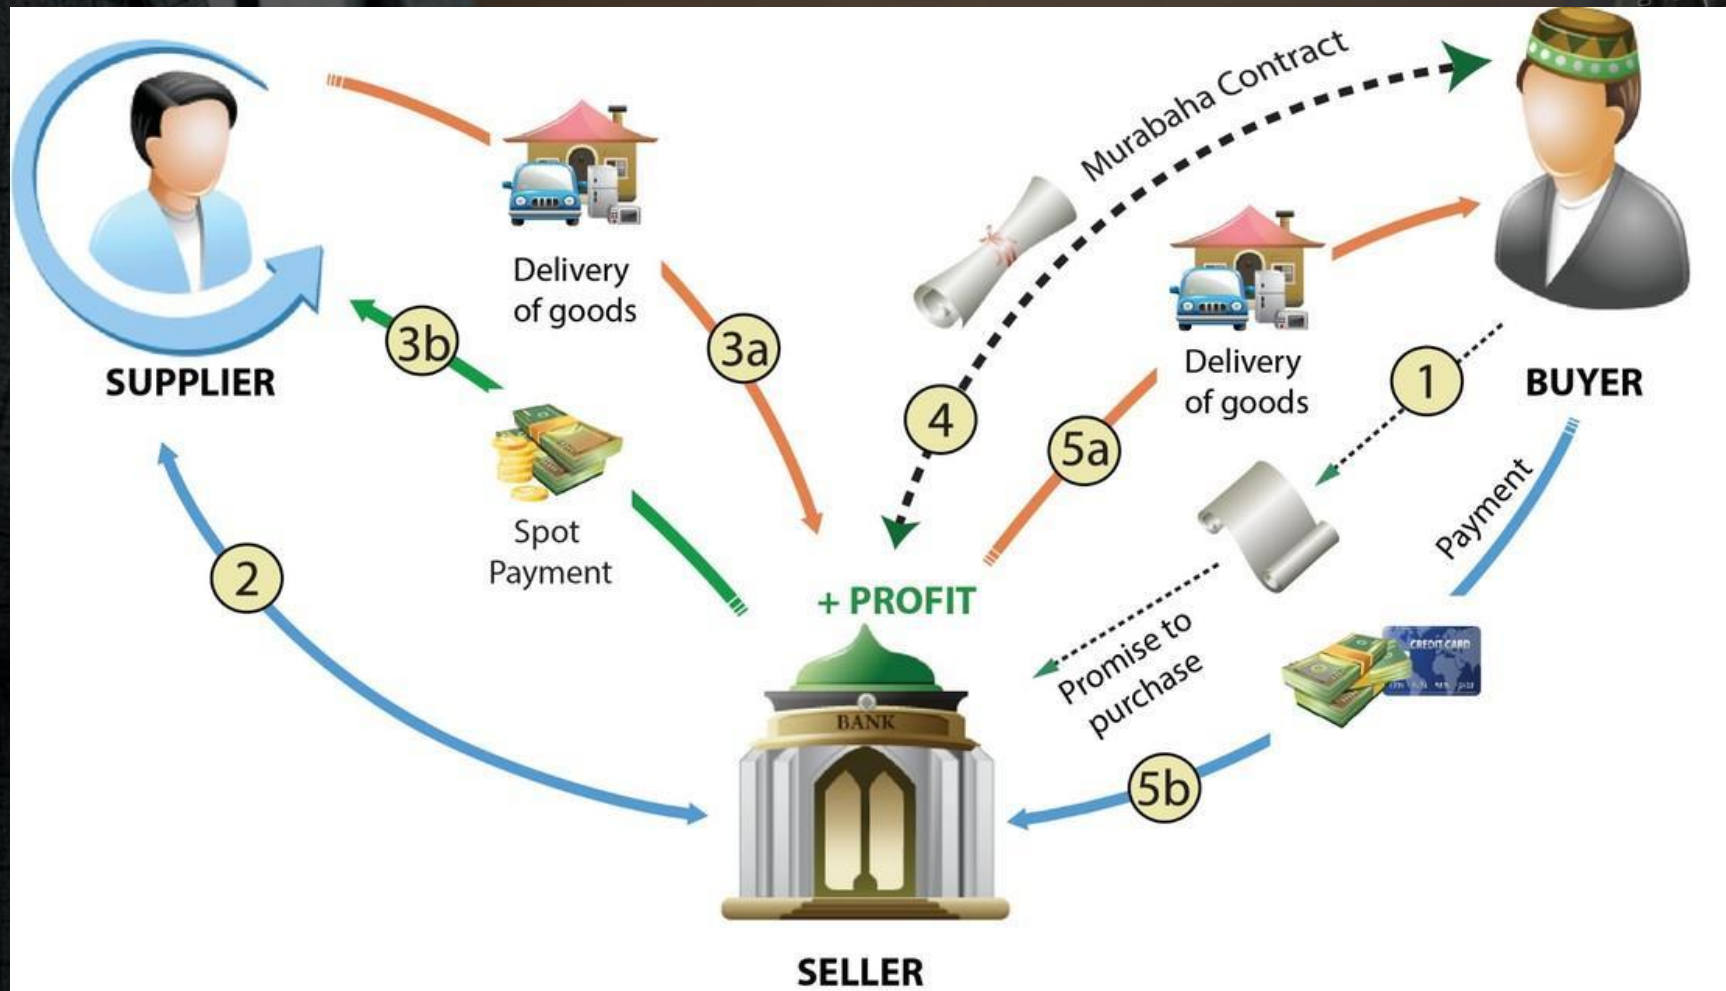 Murabaha Contract
Delivery
of goods
3b
3a
SUPPLIER
4
Delivery
of goods
1
BUYER
5a
Spot
Payment
Payment
2
+ PROFIT
Promise to
purchase
CREDIT CARD
BANK
5b
SELLER